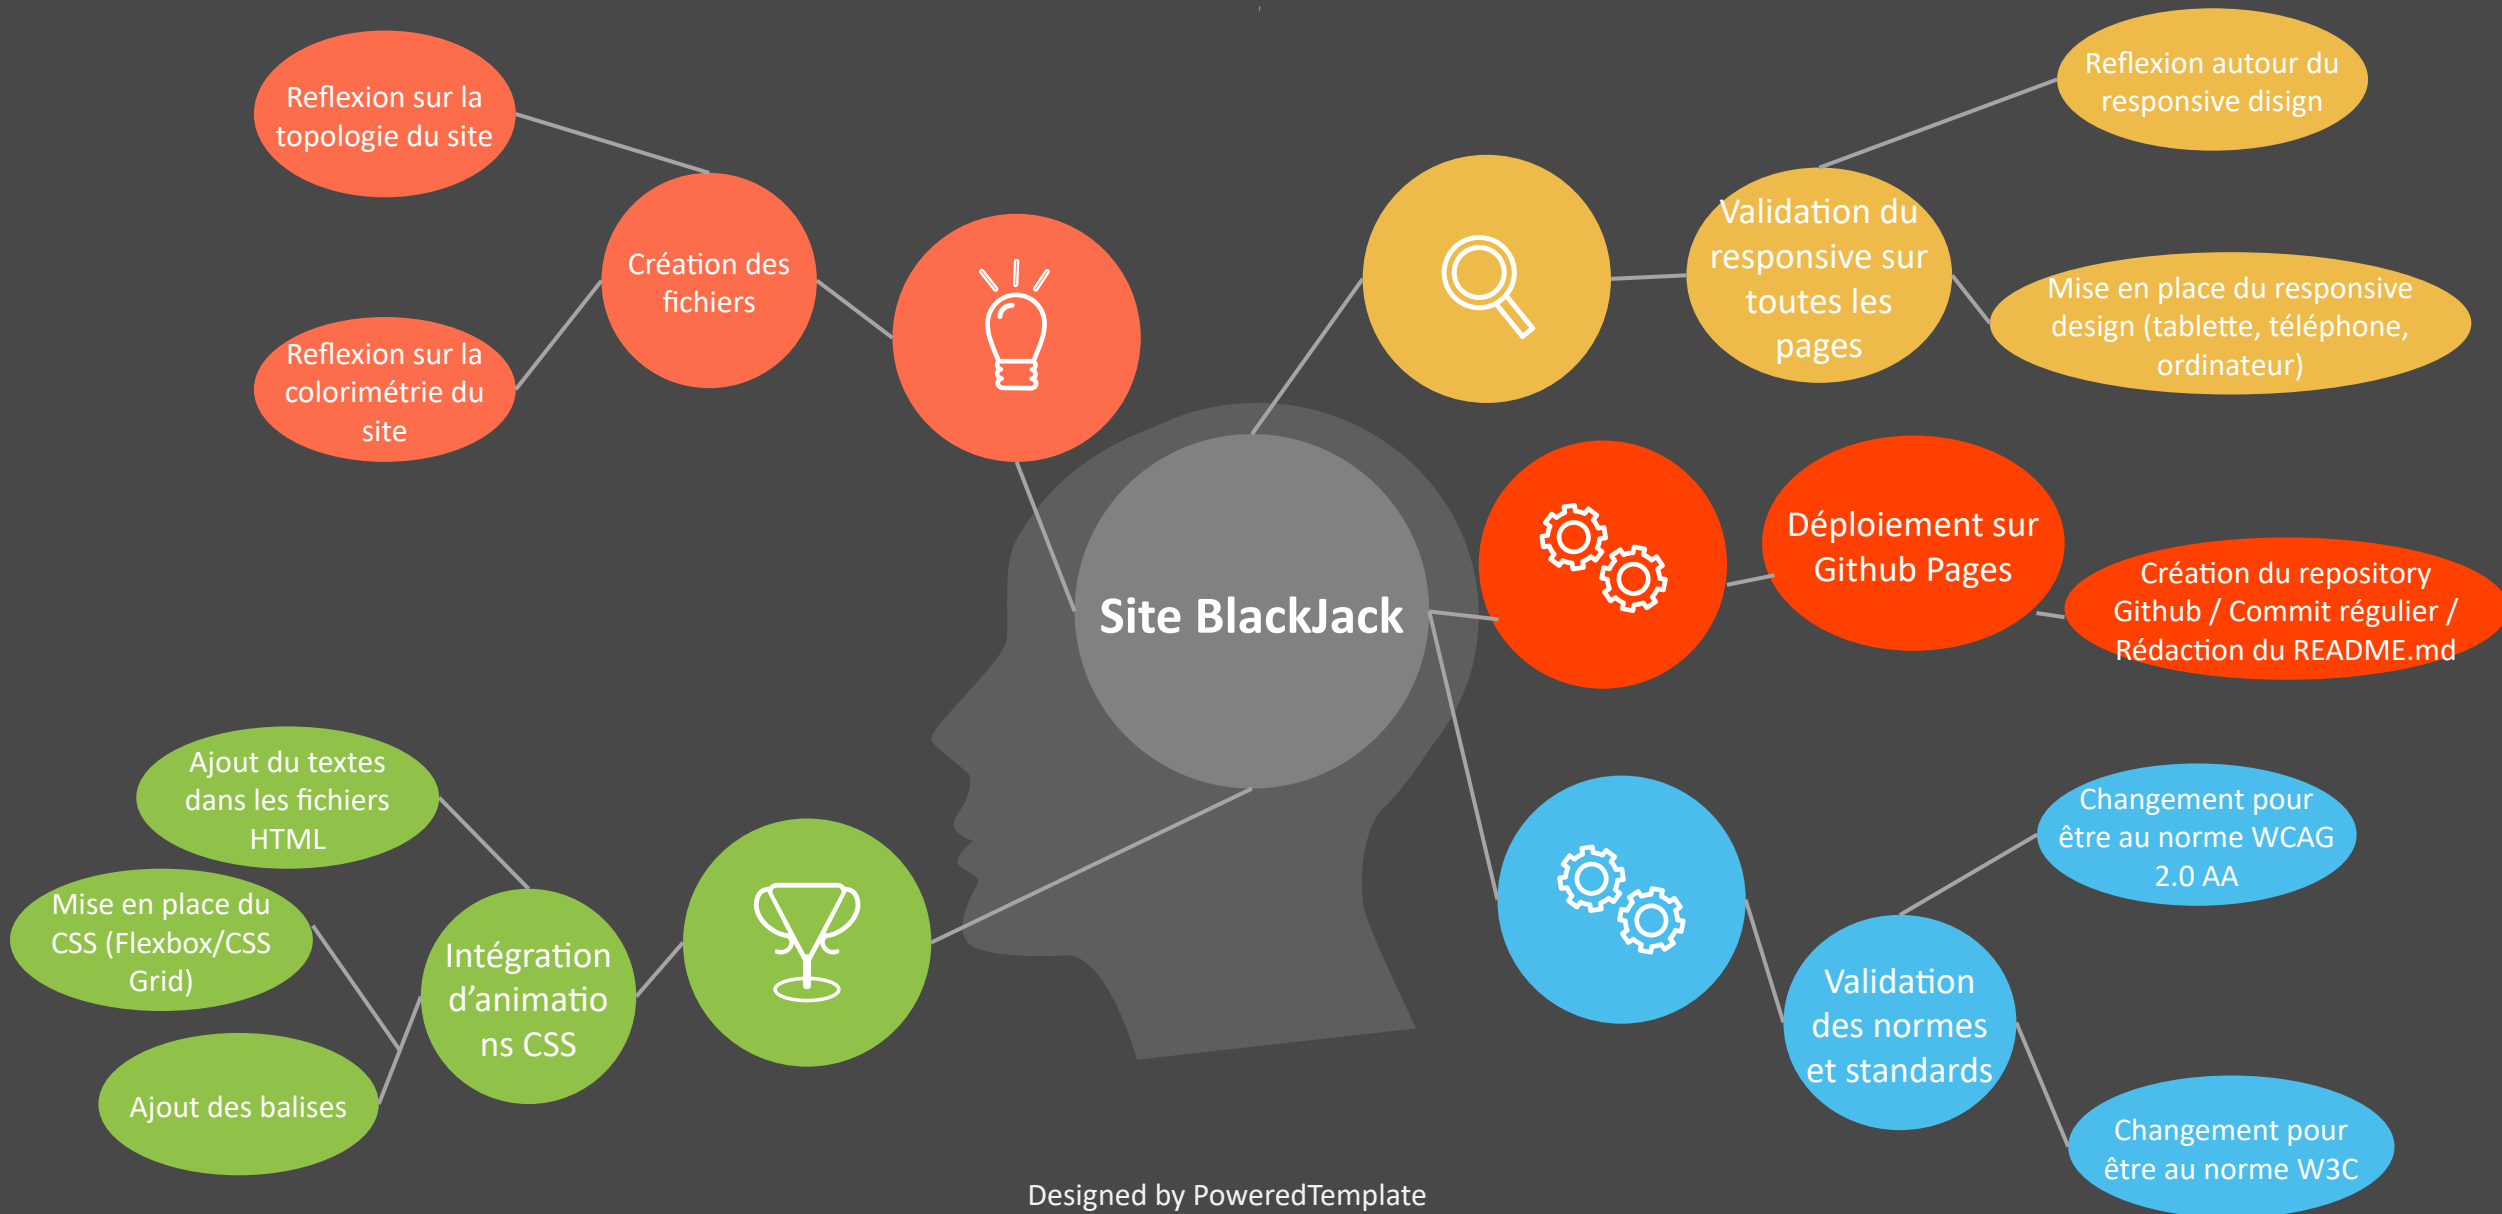 Reflexion sur la
topologie du site
Création des
fichiers
Reflexion sur la
colorimétrie du
site
Reflexion autour du
responsive disign
Validation du
responsive sur
toutes les
pages
Mise en place du responsive
design (tablette, téléphone,
ordinateur)
Site BlackJack
Déploiement sur
Github Pages
Création du repository
Github / Commit régulier /
Rédaction du README.md
Ajout du textes
dans les fichiers
HTML
Mise en place du
CSS (Flexbox/CSS
Grid)
Intégration
d’animatio
ns CSS
Ajout des balises
Changement pour
être au norme WCAG
2.0 AA
Validation
des normes
et standards
Changement pour
être au norme W3C
Designed by PoweredTemplate